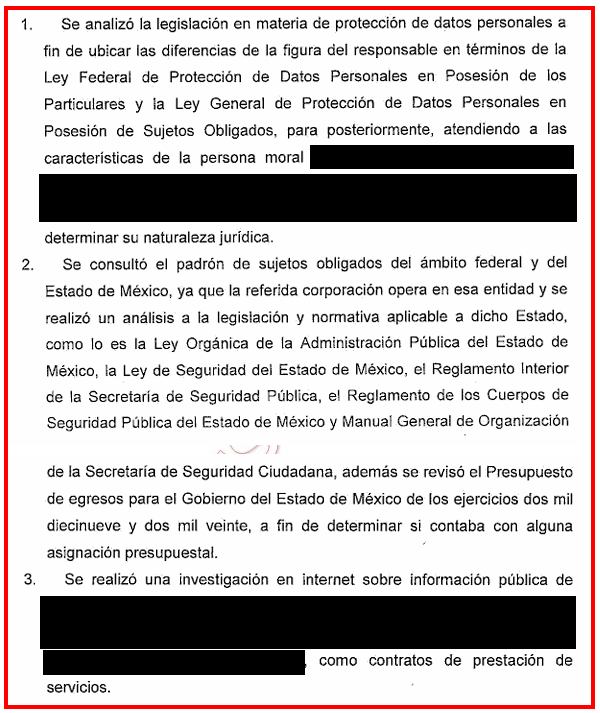 1. Se analizó la legislación en materia de protección de datos personales a
fin de ubicar las diferencias de la figura del responsable en términos de la
Ley Federal de Protección de Datos Personales en Posesión de los
Particulares y la Ley General de Protección de Datos Personales en
Posesión de Sujetos Obligados, para posteriormente, atendiendo a las
características de la persona moral
determinar su naturaleza jurídica.
2. Se consultó el padrón de sujetos obligados del ámbito federal y del
Estado de México, ya que la referida corporación opera en esa entidad y se
realizó un análisis a la legislación y normativa aplicable a dicho Estado,
como lo es la Ley Orgánica de la Administración Pública del Estado de
México, la Ley de Seguridad del Estado de México, el Reglamento Interior
de la Secretaría de Seguridad Pública, el Reglamento de los Cuerpos de
Seguridad Pública del Estado de México y Manual General de Organización
de la Secretaría de Seguridad Ciudadana, además se revisó el Presupuesto
de egresos para el Gobierno del Estado de México de los ejercicios dos mil
diecinueve y dos mil veinte, a fin de determinar si contaba con alguna
asignación presupuestal.
3. Se realizó una investigación en internet sobre información pública de
, como contratos de prestación de
servicios.